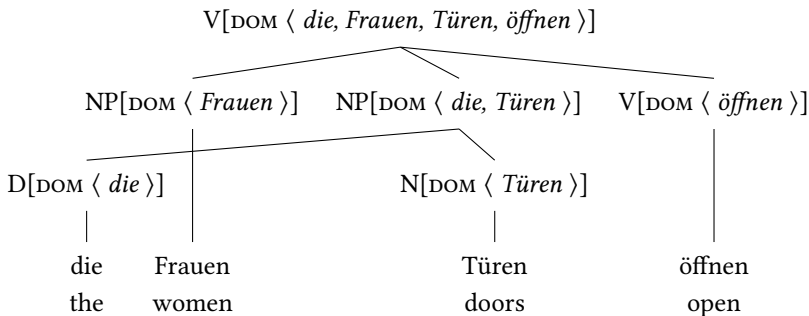 V[DOM ⟨ die, Frauen, Türen, öffnen ⟩]
NP[DOM ⟨ Frauen ⟩] NP[DOM ⟨ die, Türen ⟩] V[DOM ⟨ öffnen ⟩]
D[DOM ⟨ die ⟩] N[DOM ⟨ Türen ⟩]
die Frauen Türen öffnen
the women doors open